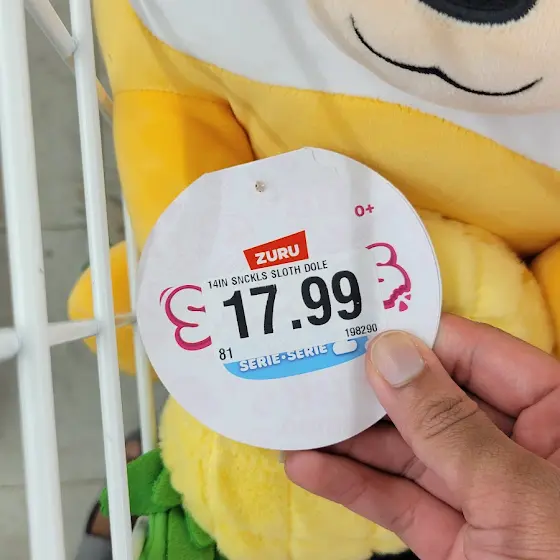 0+
ZURU
14IN SNCKLS SLOTH DOLE
17.99
81 198290
SERIE•SERIE